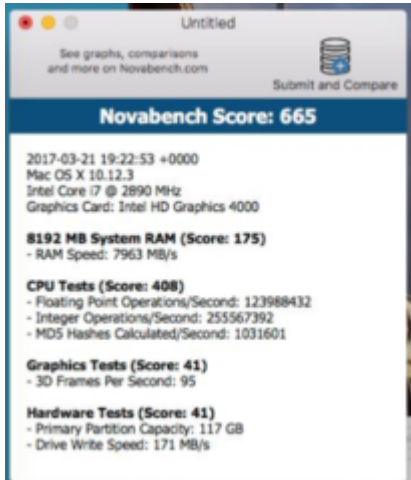 Untitled
See graphs, comparisons
and more on Novabench.com
Submit and Compare
Novabench Score: 665
2017-03-21 19:22:53 +0000
Mac OS X 10.12.3
Intel Core i7 @ 2890 MHz
Graphics Card: Intel HD Graphics 4000
8192 MB System RAM (Score: 175)
- RAM Speed: 7963 MB/s
CPU Tests (Score: 408)
- Floating Point Operations/Second: 123988432
- Integer Operations/Second: 255567392
- MD5 Hashes Calculated/Second: 1031601
Graphics Tests (Score: 41)
- 3D Frames Per Second: 95
Hardware Tests (Score: 41)
- Primary Partition Capacity: 117 GB
- Drive Write Speed: 171 MB/s